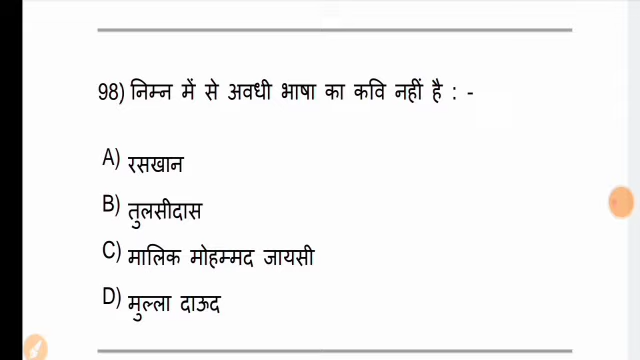 98) निम्न में से अवधी भाषा का कवि नहीं है : -
A) रसखान
B) तुलसीदास
C) मालिक मोहम्मद जायसी
D) मुल्ला दाऊद